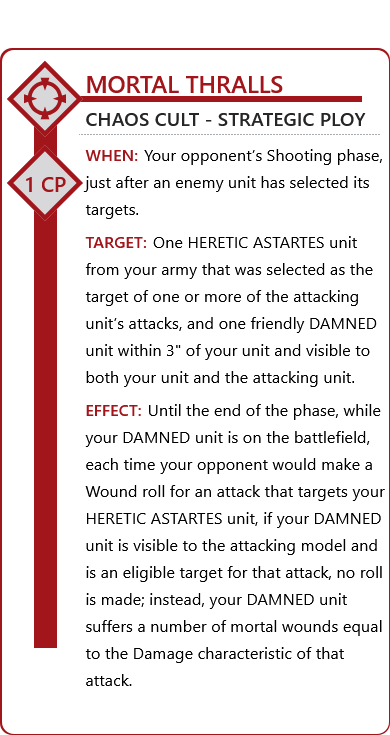 MORTAL THRALLS
CHAOS CULT - STRATEGIC PLOY
1 CP
WHEN: Your opponent's Shooting phase,
just after an enemy unit has selected its
targets.
TARGET: One HERETIC ASTARTES unit
from your army that was selected as the
target of one or more of the attacking
unit's attacks, and one friendly DAMNED
unit within 3" of your unit and visible to
both your unit and the attacking unit.
EFFECT: Until the end of the phase, while
your DAMNED unit is on the battlefield,
each time your opponent would make a
Wound roll for an attack that targets your
HERETIC ASTARTES unit, if your DAMNED
unit is visible to the attacking model and
is an eligible target for that attack, no roll
is made; instead, your DAMNED unit
suffers a number of mortal wounds equal
to the Damage characteristic of that
attack.